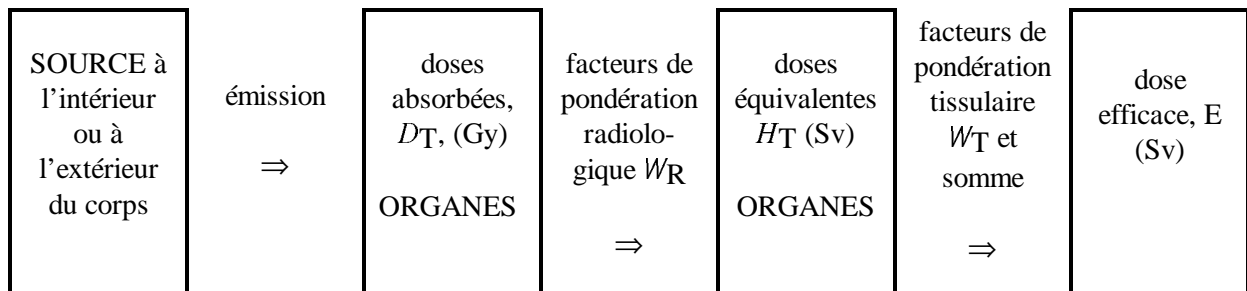 SOURCE à
l'intérieur
ou à
l'extérieur
du corps
émission
⇒
doses
absorbées,
DT, (Gy)
ORGANES
facteurs de
pondération
radiolo-
gique WR
⇒
doses
équivalentes
HT (Sv)
ORGANES
facteurs de
pondération
tissulaire
WT et
somme
⇒
dose
efficace, E
(Sv)